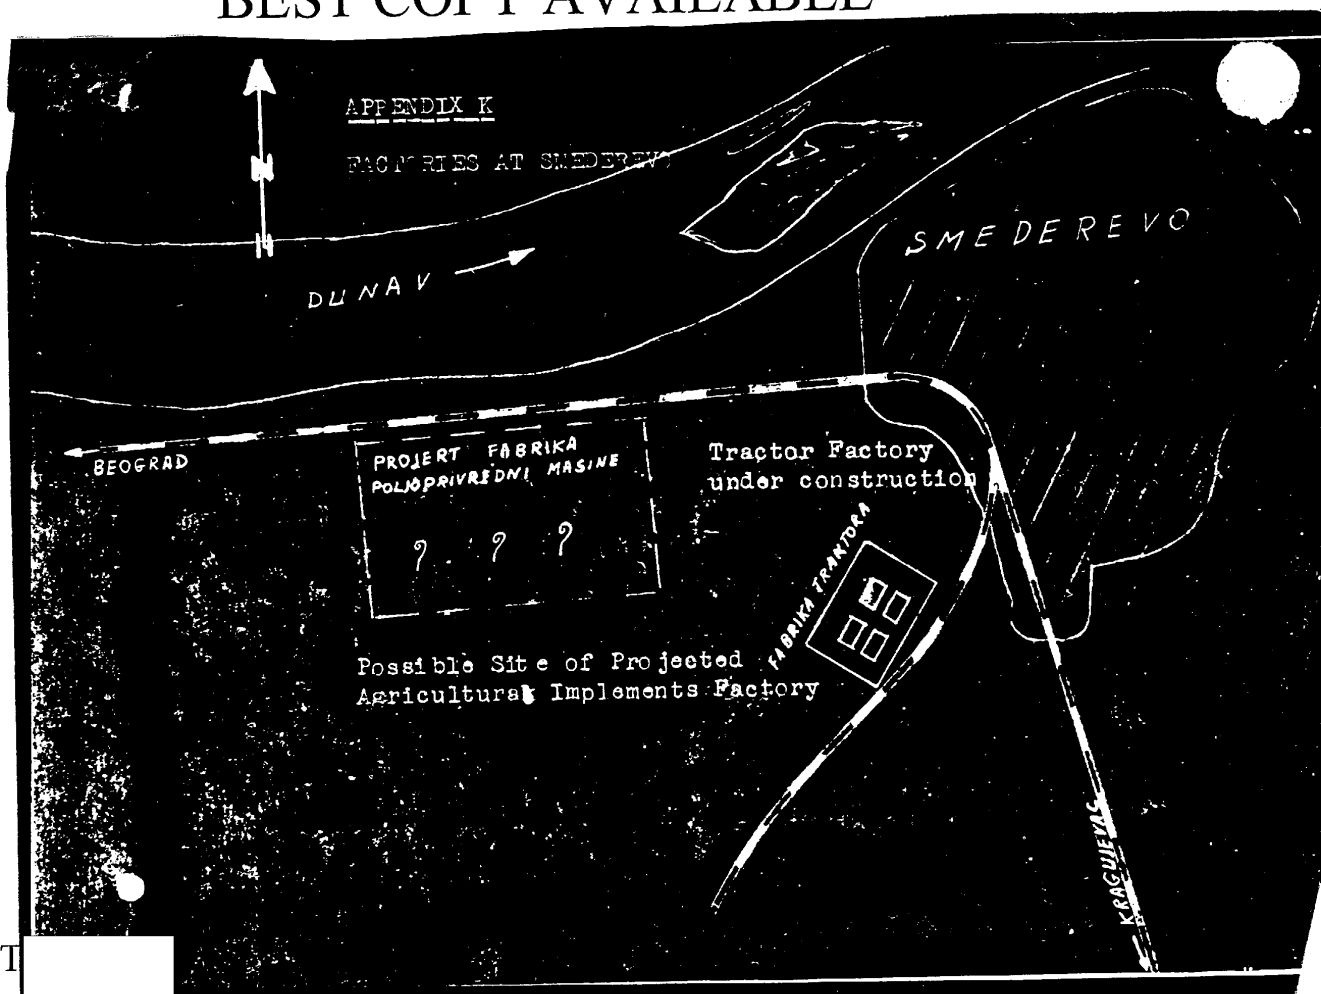 BEST COPY AVAILABLE
APPENDIX K
FACTORIES AT SMEDEREVO
N
SMEDEREVO
DUNAV
BEOGRAD
PROJERT FABRIKA
POLJOPRIVREDNI MASINE
? ? ?
Tractor Factory
under construction
FABRIKA TRAKTORA
Possible Site of Projected
Agricultural Implements Factory
KRAGUJEVAC
T